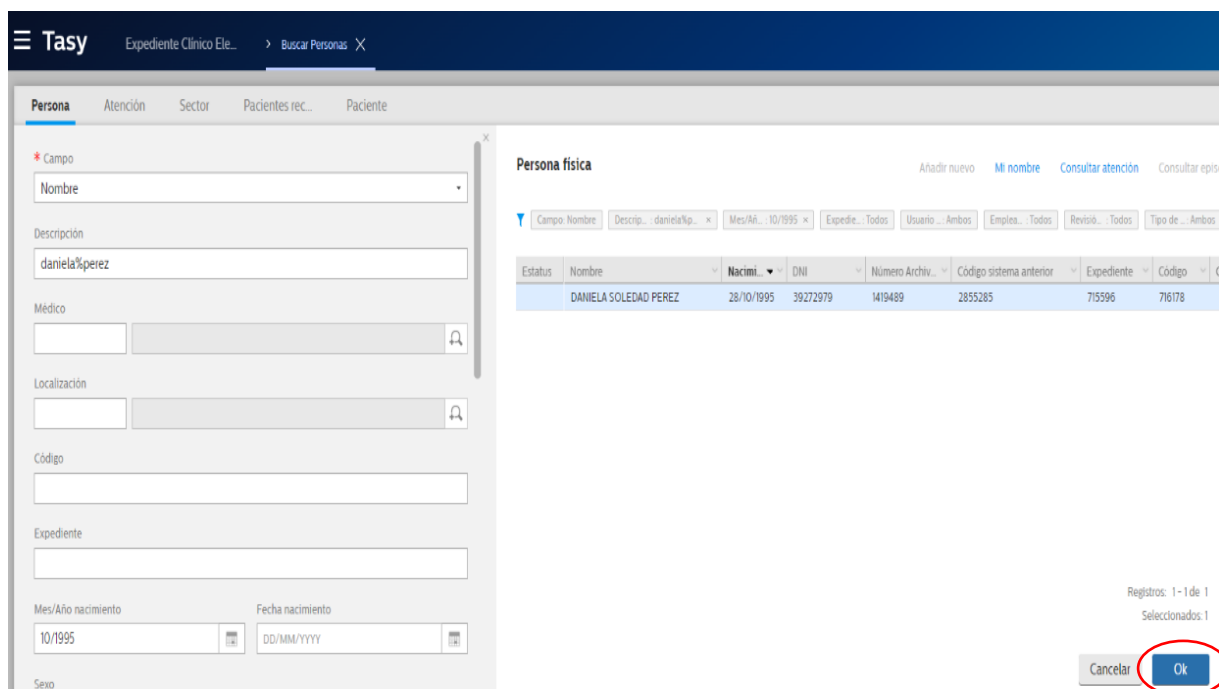 Tasy Expediente Clínico Ele... > Buscar Personas X
Persona Atención Sector Pacientes rec... Paciente
* Campo
Nombre
Descripción
daniela%perez
Médico
Localización
Código
Expediente
Mes/Año nacimiento Fecha nacimiento
10/1995 DD/MM/YYYY
Sexo
Persona física Añadir nuevo Mi nombre Consultar atención Consultar epis
Campo: Nombre Descrip... : daniela%p... × Mes/Añ... : 10/1995 × Expedie... : Todos Usuario ... : Ambos Emplea... : Todos Revisió... : Todos Tipo de ... : Ambos
Estatus Nombre Nacimi... DNI Número Archiv... Código sistema anterior Expediente Código
DANIELA SOLEDAD PEREZ 28/10/1995 39272979 1419489 2855285 715596 716178
Registros: 1 - 1 de 1
Seleccionados: 1
Cancelar Ok